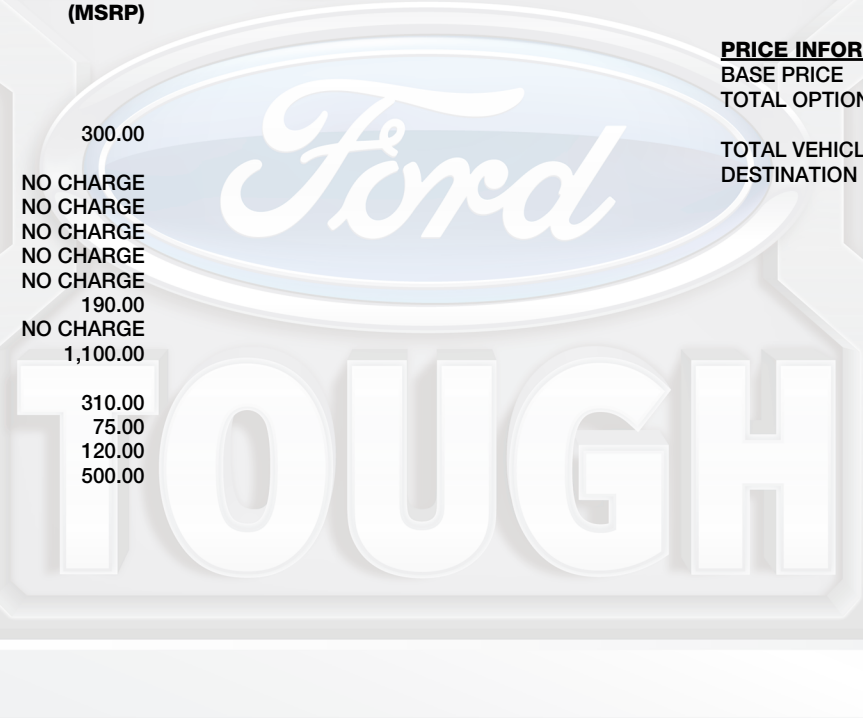 (MSRP)
300.00
NO CHARGE
NO CHARGE
NO CHARGE
NO CHARGE
NO CHARGE
190.00
NO CHARGE
1,100.00
310.00
75.00
120.00
500.00
PRICE INFOR
BASE PRICE
TOTAL OPTION
TOTAL VEHICL
DESTINATION
Ford
TOUGH